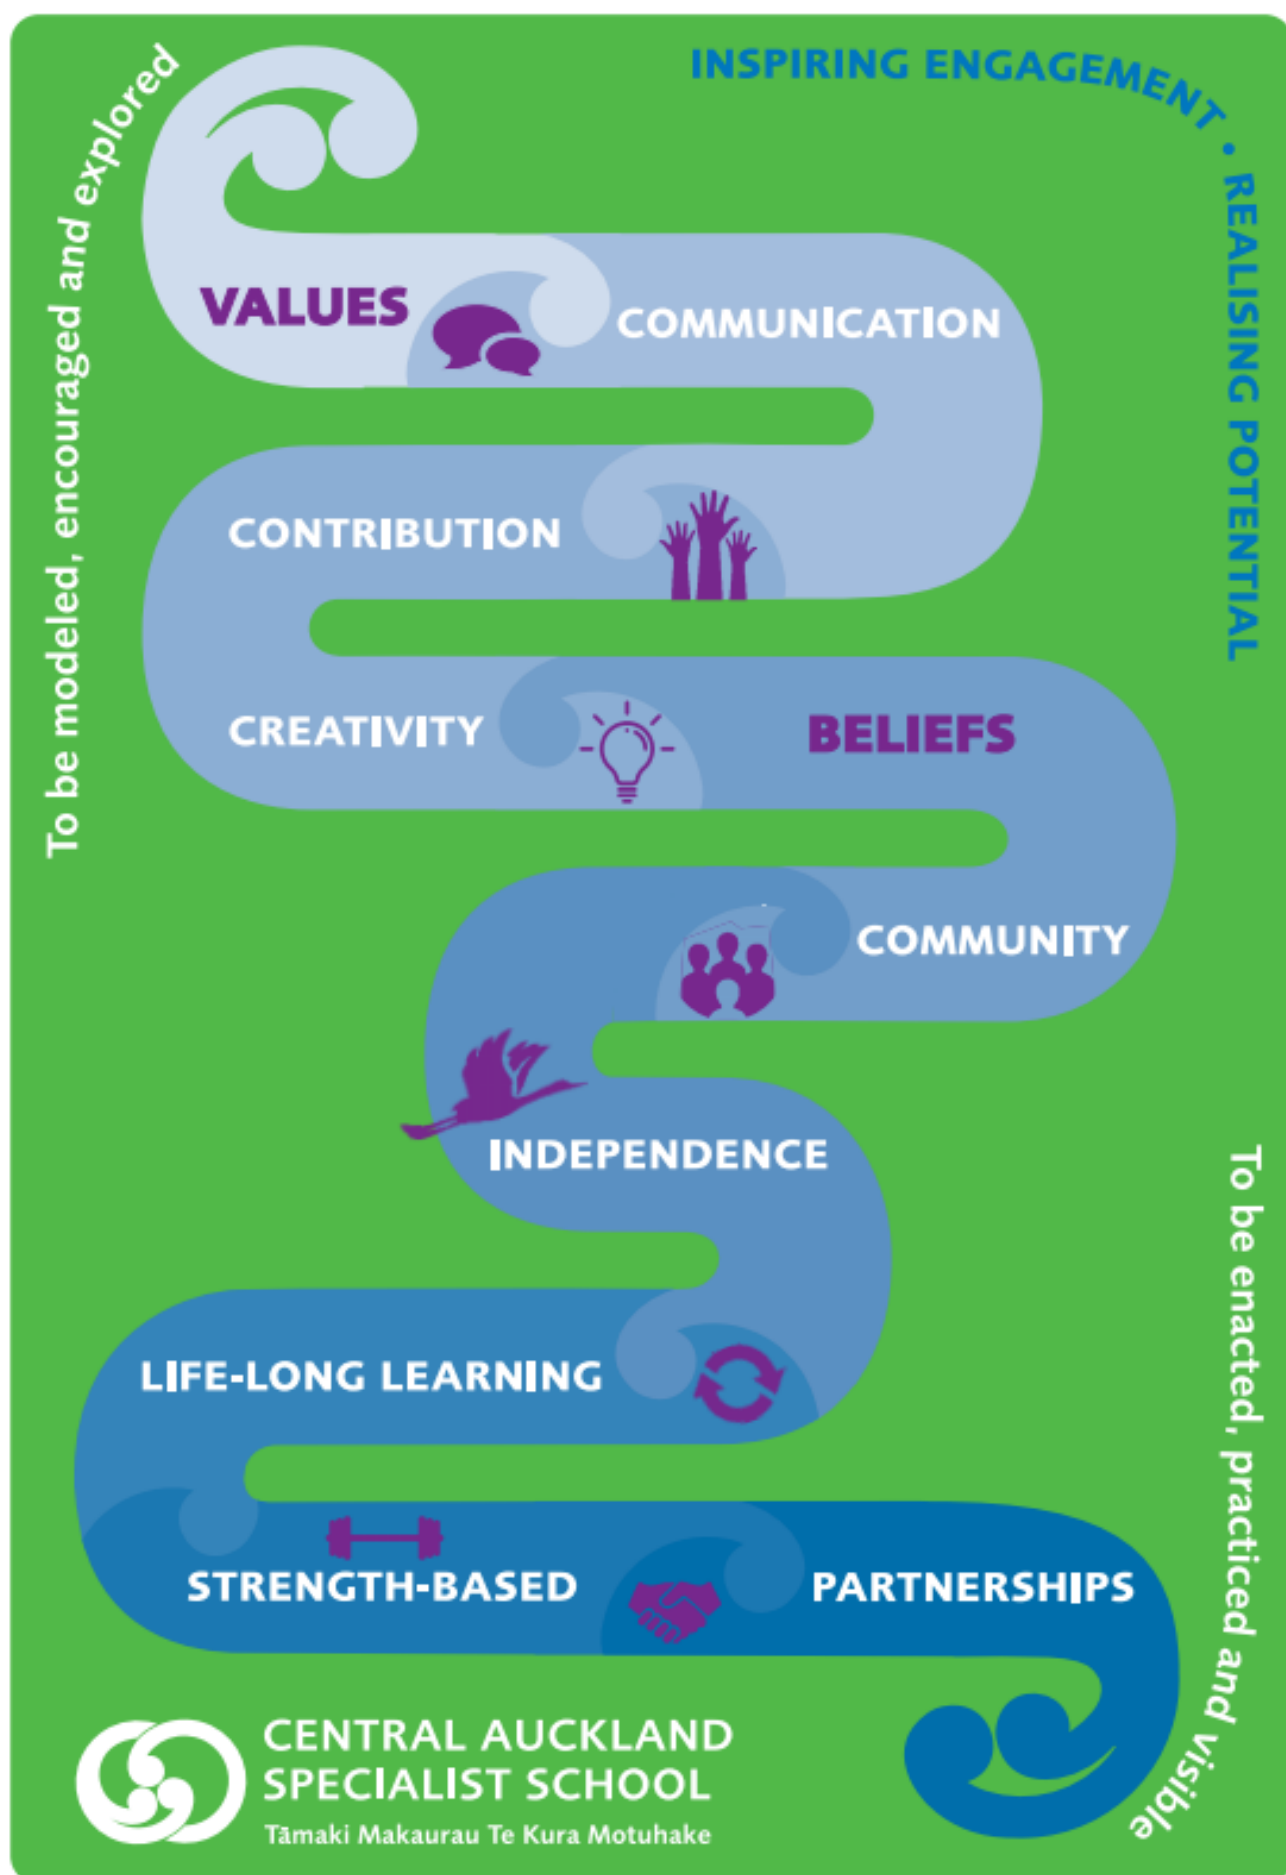 To be modeled, encouraged and explored
INSPIRING ENGAGEMENT • REALISING POTENTIAL
VALUES
COMMUNICATION
CONTRIBUTION
CREATIVITY
BELIEFS
COMMUNITY
INDEPENDENCE
LIFE-LONG LEARNING
STRENGTH-BASED
PARTNERSHIPS
To be enacted, practiced and visible
CENTRAL AUCKLAND
SPECIALIST SCHOOL
Tāmaki Makaurau Te Kura Motuhake